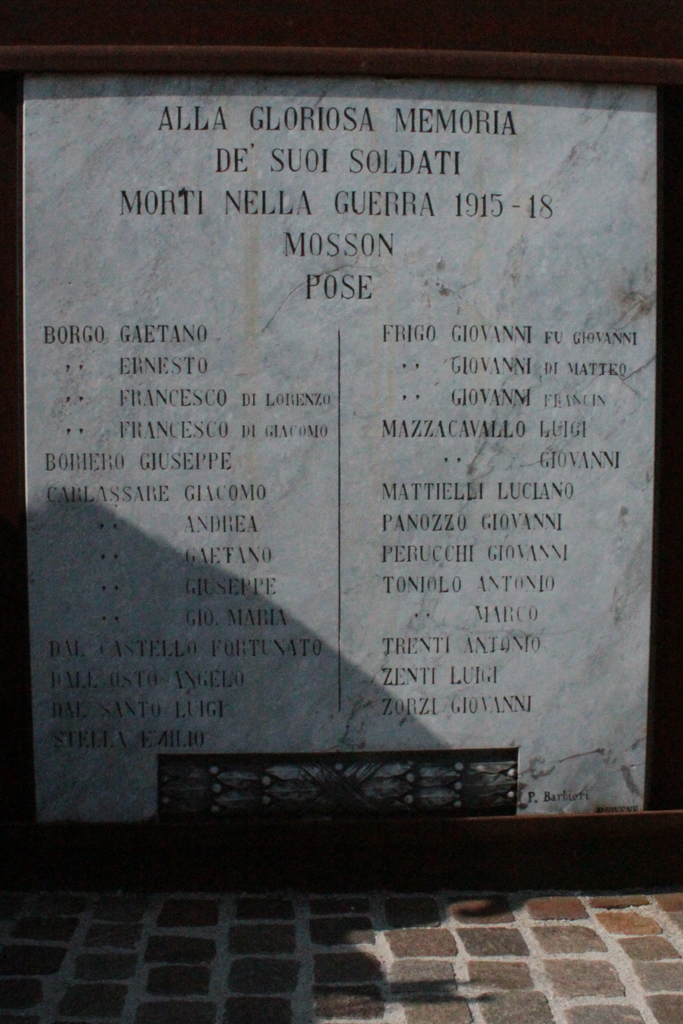 ALLA GLORIOSA MEMORIA
DE' SUOI SOLDATI
MORTI NELLA GUERRA 1915-18
MOSSON
POSE
BORGO GAETANO
·· ERNESTO
·· FRANCESCO DI LORENZO
·· FRANCESCO DI GIACOMO
BORIERO GIUSEPPE
CARLASSARE GIACOMO
·· ANDREA
·· GAETANO
·· GIUSEPPE
·· GIO. MARIA
DAL CASTELLO FORTUNATO
DALL'OSTO ANGELO
DAL SANTO LUIGI
STELLA EMILIO
FRIGO GIOVANNI FU GIOVANNI
·· GIOVANNI DI MATTEO
·· GIOVANNI FRANCIN
MAZZACAVALLO LUIGI
·· GIOVANNI
MATTIELLI LUCIANO
PANOZZO GIOVANNI
PERUCCHI GIOVANNI
TONIOLO ANTONIO
·· MARCO
TRENTI ANTONIO
ZENTI LUIGI
ZORZI GIOVANNI
P. Barbieri